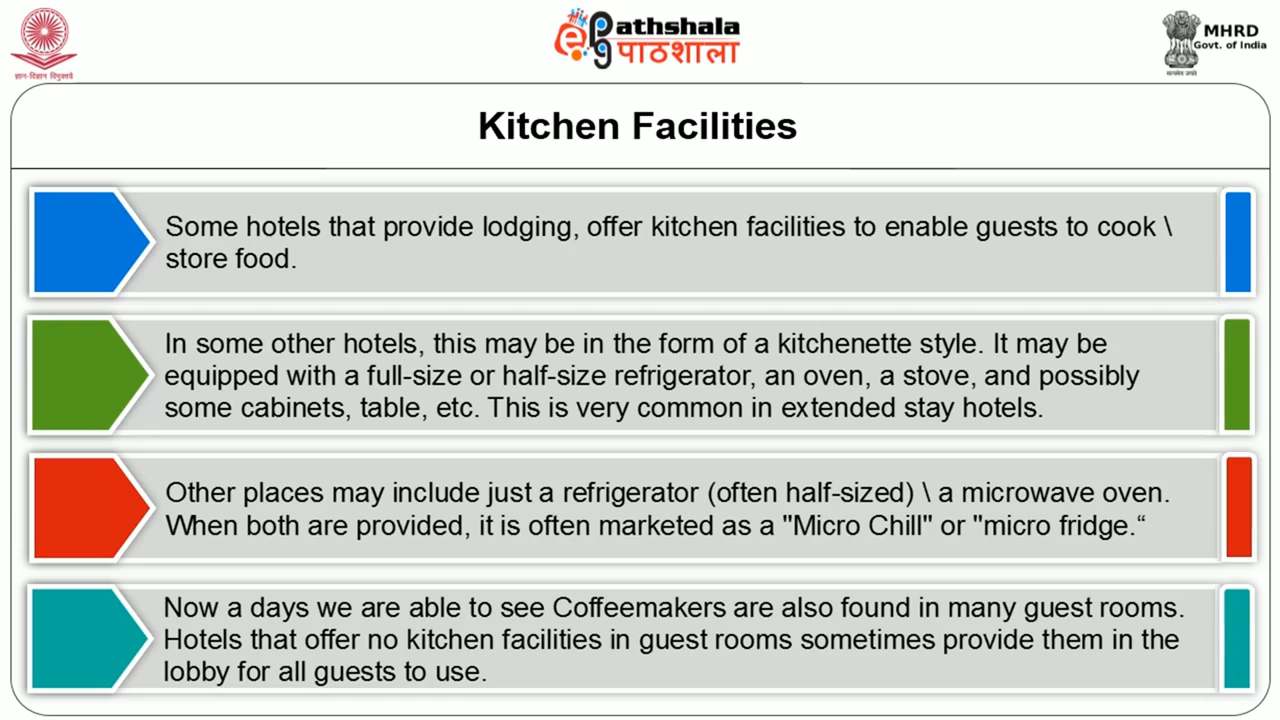 ज्ञान-विज्ञान विमुक्तये
ePathshala
पाठशाला
MHRD
Govt. of India
सत्यमेव जयते
Kitchen Facilities
Some hotels that provide lodging, offer kitchen facilities to enable guests to cook \
store food.
In some other hotels, this may be in the form of a kitchenette style. It may be
equipped with a full-size or half-size refrigerator, an oven, a stove, and possibly
some cabinets, table, etc. This is very common in extended stay hotels.
Other places may include just a refrigerator (often half-sized) \ a microwave oven.
When both are provided, it is often marketed as a "Micro Chill" or "micro fridge.“
Now a days we are able to see Coffeemakers are also found in many guest rooms.
Hotels that offer no kitchen facilities in guest rooms sometimes provide them in the
lobby for all guests to use.